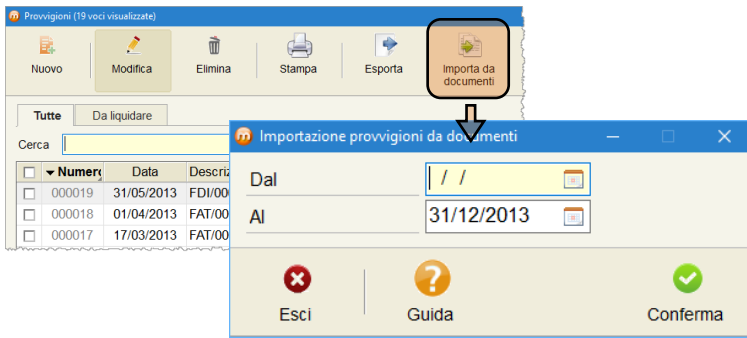 Provvigioni (19 voci visualizzate)
Nuovo Modifica Elimina Stampa Esporta Importa da documenti
Tutte Da liquidare
Cerca
Numero Data Descriz
000019 31/05/2013 FDI/00
000018 01/04/2013 FAT/00
000017 17/03/2013 FAT/00
Importazione provvigioni da documenti
Dal / /
Al 31/12/2013
Esci Guida Conferma